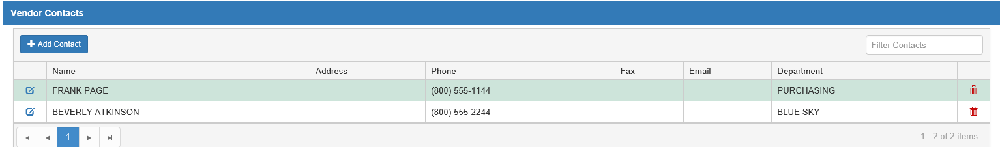 Vendor Contacts
Add Contact
Filter Contacts
Name Address Phone Fax Email Department
FRANK PAGE (800) 555-1144 PURCHASING
BEVERLY ATKINSON (800) 555-2244 BLUE SKY
1 1 - 2 of 2 items